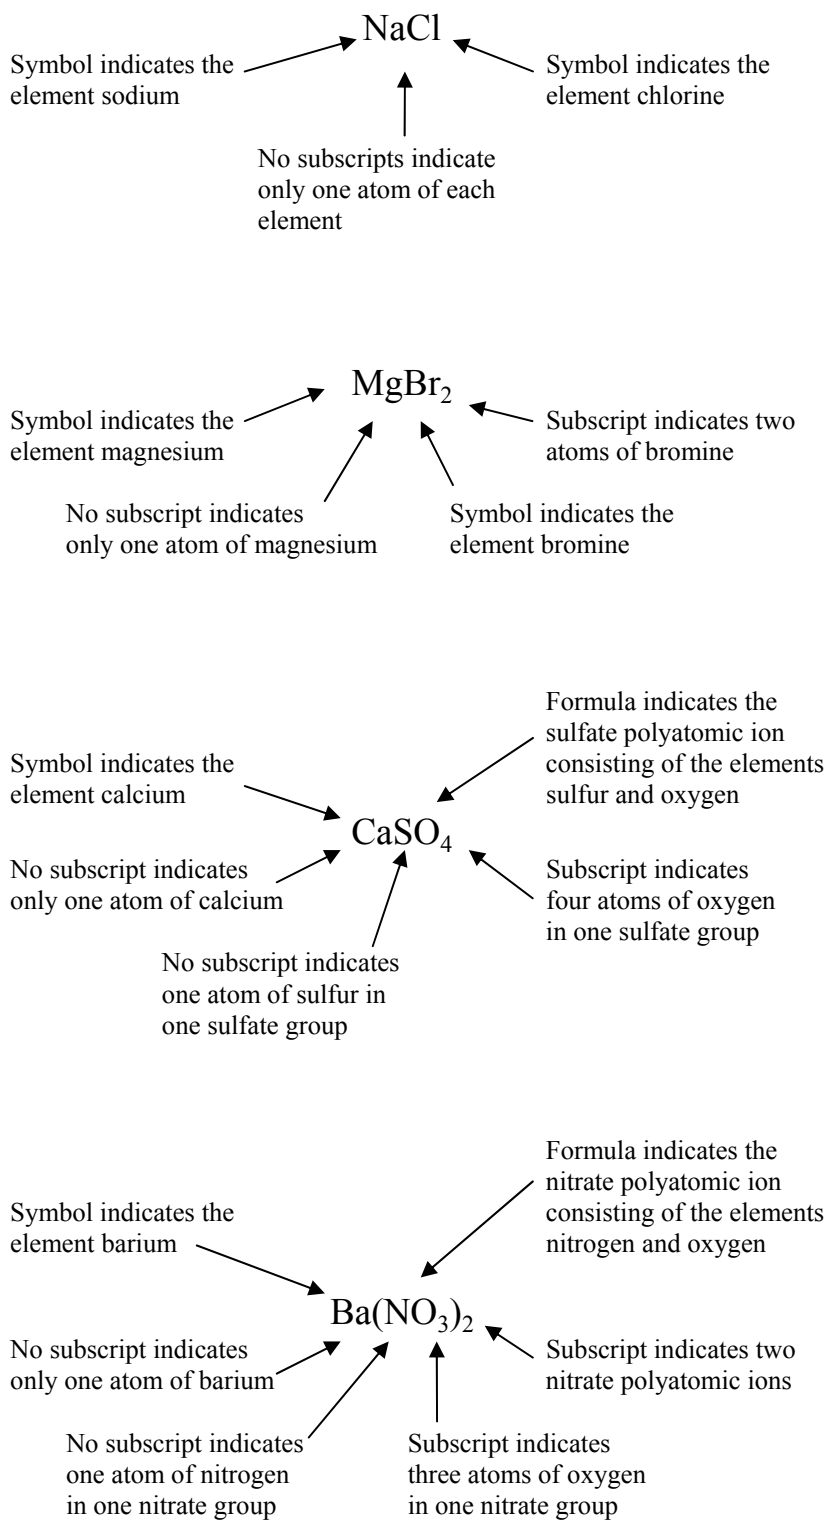 NaCl
Symbol indicates the
element sodium
Symbol indicates the
element chlorine
No subscripts indicate
only one atom of each
element
MgBr₂
Symbol indicates the
element magnesium
Subscript indicates two
atoms of bromine
No subscript indicates
only one atom of magnesium
Symbol indicates the
element bromine
Formula indicates the
sulfate polyatomic ion
consisting of the elements
sulfur and oxygen
Symbol indicates the
element calcium
CaSO₄
No subscript indicates
only one atom of calcium
Subscript indicates
four atoms of oxygen
in one sulfate group
No subscript indicates
one atom of sulfur in
one sulfate group
Formula indicates the
nitrate polyatomic ion
consisting of the elements
nitrogen and oxygen
Symbol indicates the
element barium
Ba(NO₃)₂
No subscript indicates
only one atom of barium
Subscript indicates two
nitrate polyatomic ions
No subscript indicates
one atom of nitrogen
in one nitrate group
Subscript indicates
three atoms of oxygen
in one nitrate group